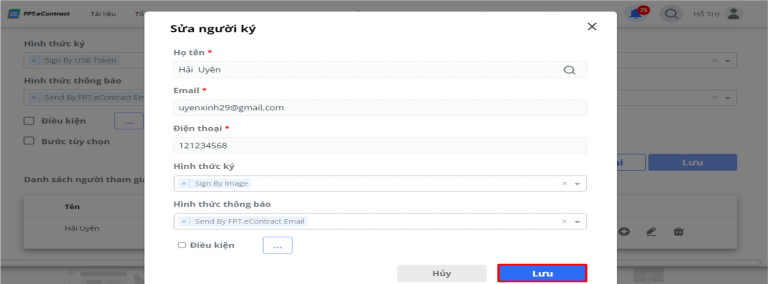 FPT.eContract
Tài liệu
75
Hỗ Trợ
Sửa người ký
Hình thức ký
× Sign By USB Token
Hình thức thông báo
× Send By FPT.eContract Em
Điều kiện
...
Bước tùy chọn
Lưu
Danh sách người tham gia
Tên
Hải Uyên
Họ tên *
Hải Uyên
Email *
uyenxinh29@gmail.com
Điện thoại *
121234568
Hình thức ký
× Sign By Image
Hình thức thông báo
× Send By FPT.eContract Email
Điều kiện
...
Hủy
Lưu